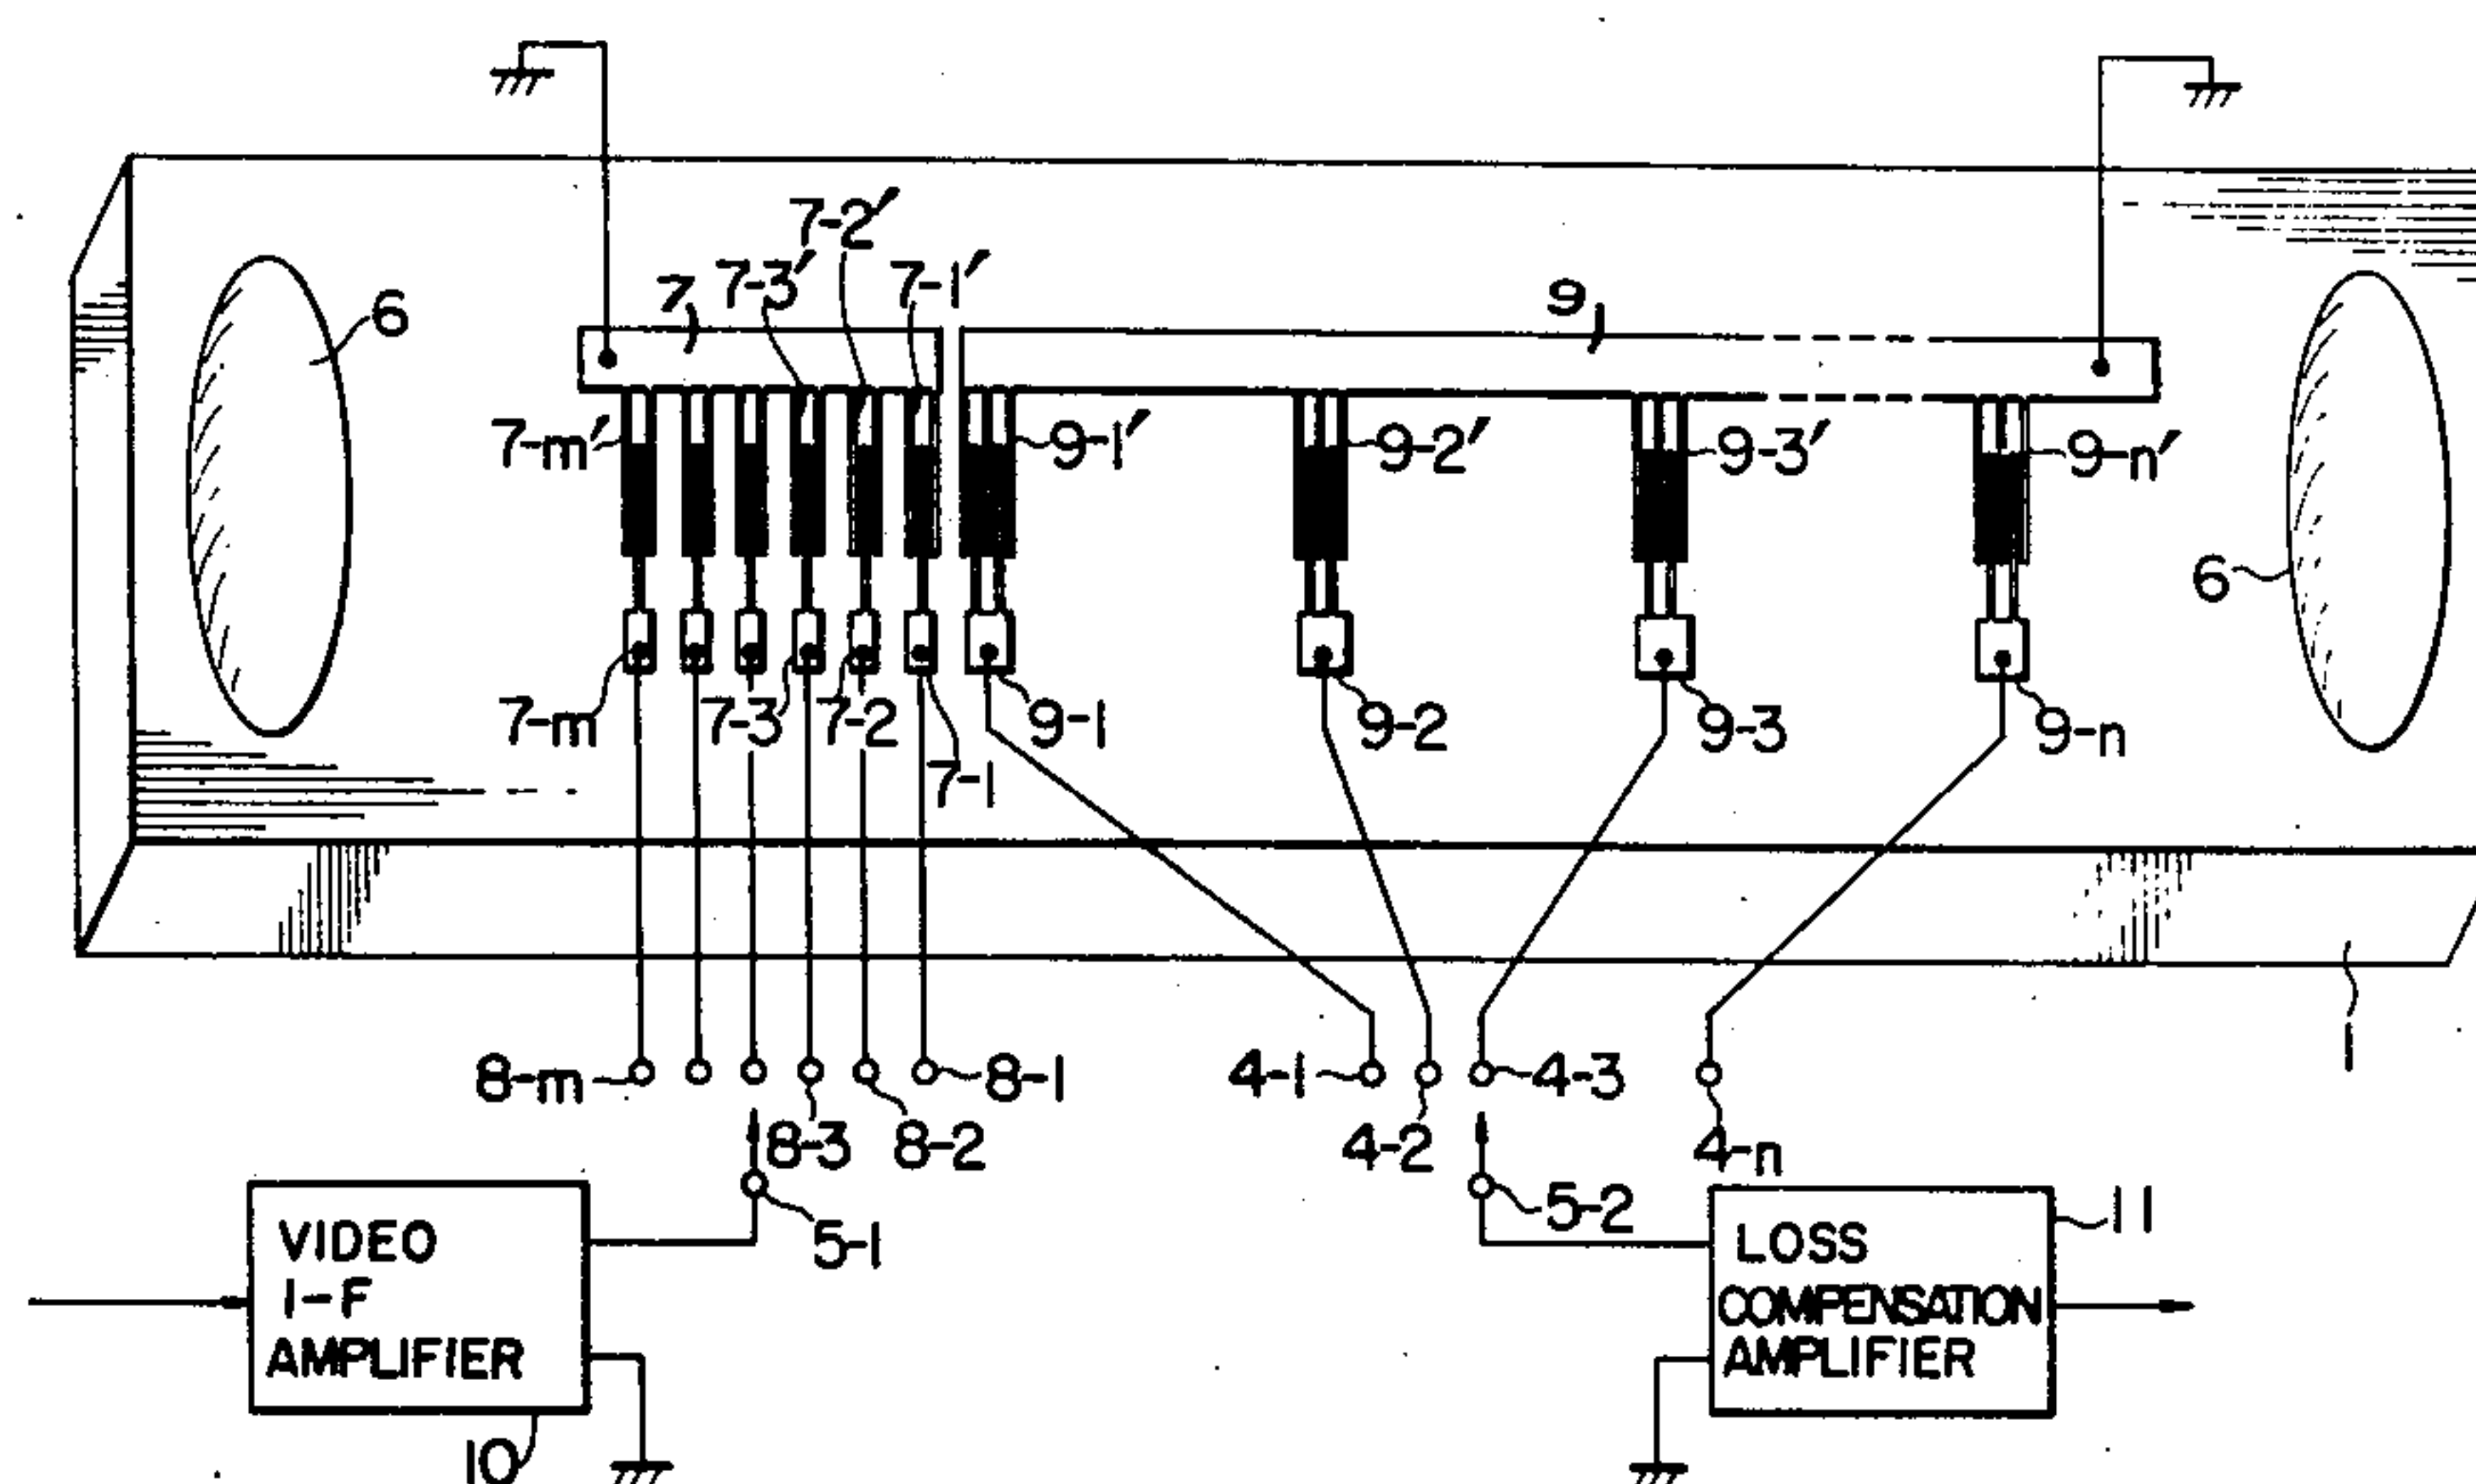 7-2'
7-3'
7-1'
7
9
6
7-m'
9-1'
9-2'
9-3'
9-n'
6
7-m
7-3
7-2
9-1
9-2
9-3
9-n
7-1
1
8-m
8-1
4-1
4-3
8-3
8-2
4-2
4-n
5-1
5-2
11
VIDEO
I-F
AMPLIFIER
LOSS
COMPENSATION
AMPLIFIER
10